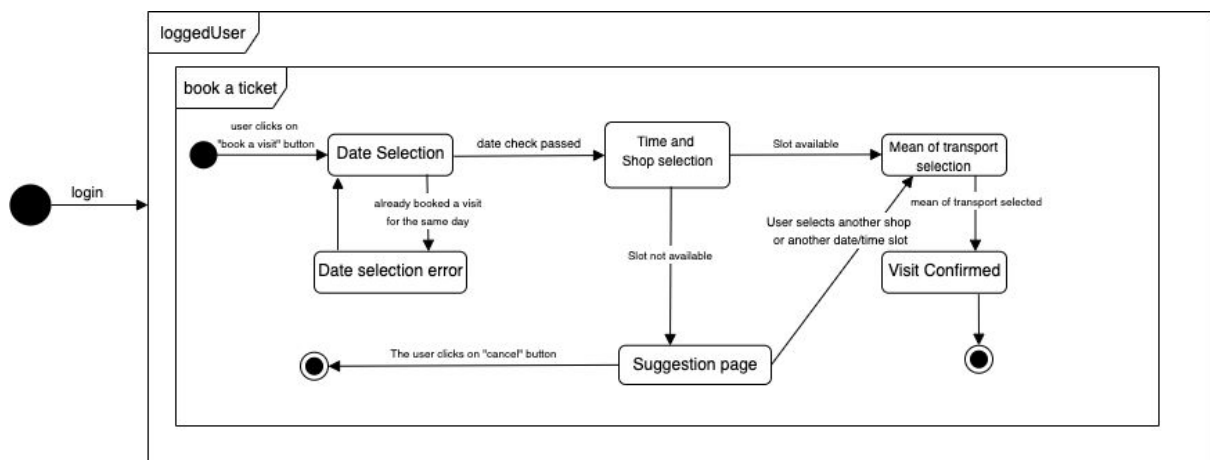 loggedUser
book a ticket
user clicks on
"book a visit" button
Date Selection
date check passed
Time and
Shop selection
Slot available
Mean of transport
selection
login
already booked a visit
for the same day
mean of transport selected
User selects another shop
or another date/time slot
Slot not available
Date selection error
Visit Confirmed
The user clicks on "cancel" button
Suggestion page